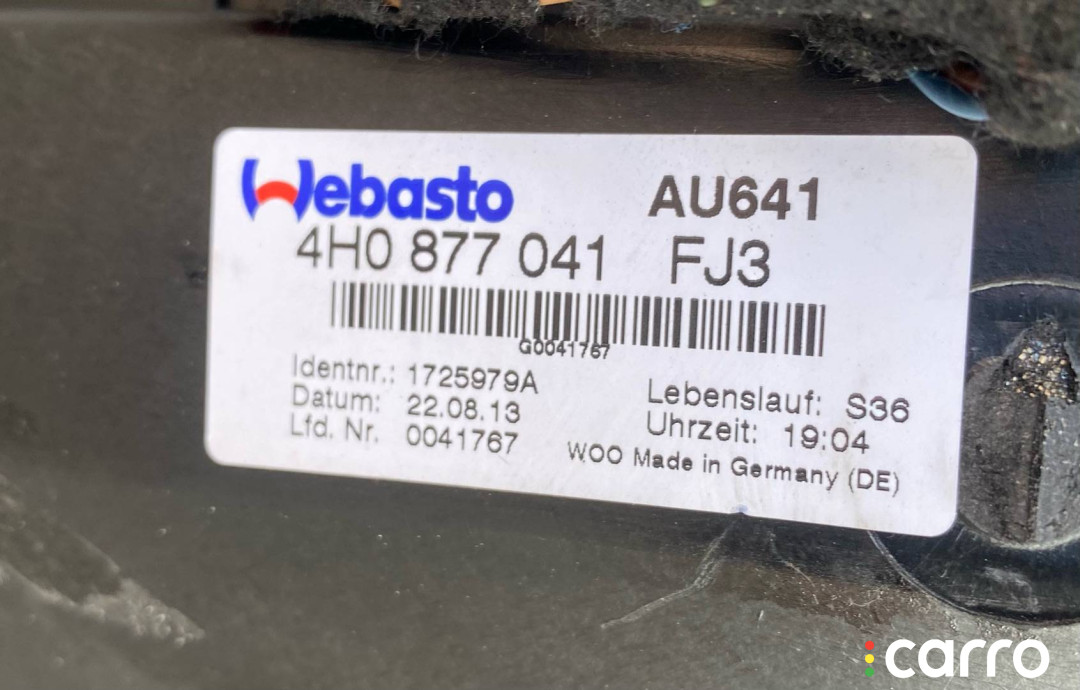 Webasto AU641
4H0 877 041 FJ3
G0041767
Identnr.: 1725979A
Datum: 22.08.13
Lfd. Nr. 0041767
Lebenslauf: S36
Uhrzeit: 19:04
WOO Made in Germany (DE)
carro